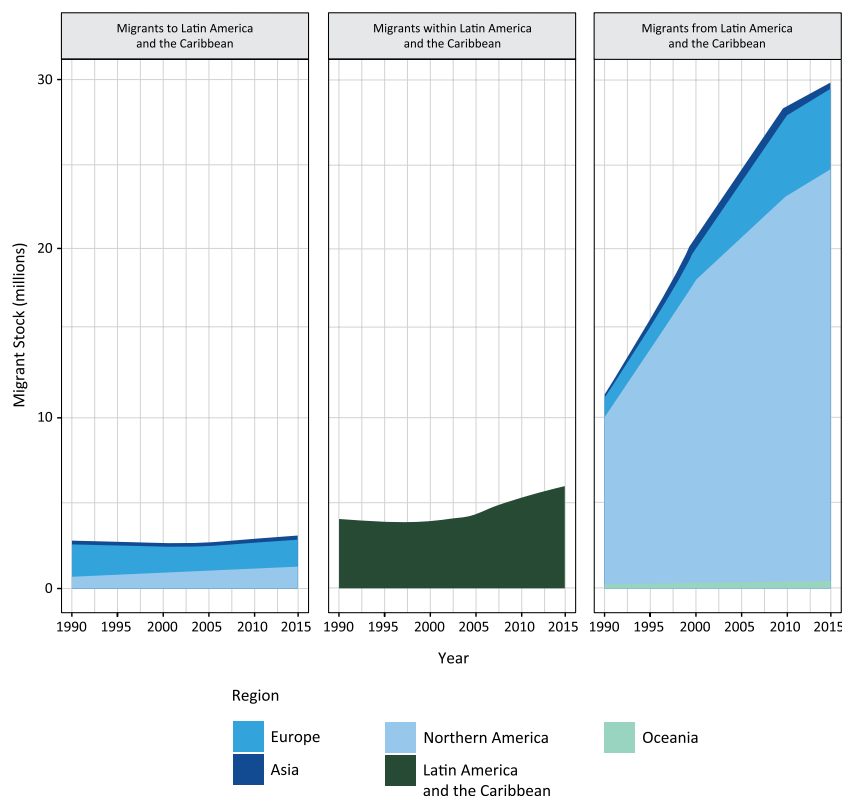 Migrants to Latin America
and the Caribbean
Migrants within Latin America
and the Caribbean
Migrants from Latin America
and the Caribbean
30
20
10
0
Migrant Stock (millions)
1990 1995 2000 2005 2010 2015
1990 1995 2000 2005 2010 2015
1990 1995 2000 2005 2010 2015
Year
Region
Europe
Northern America
Oceania
Asia
Latin America
and the Caribbean